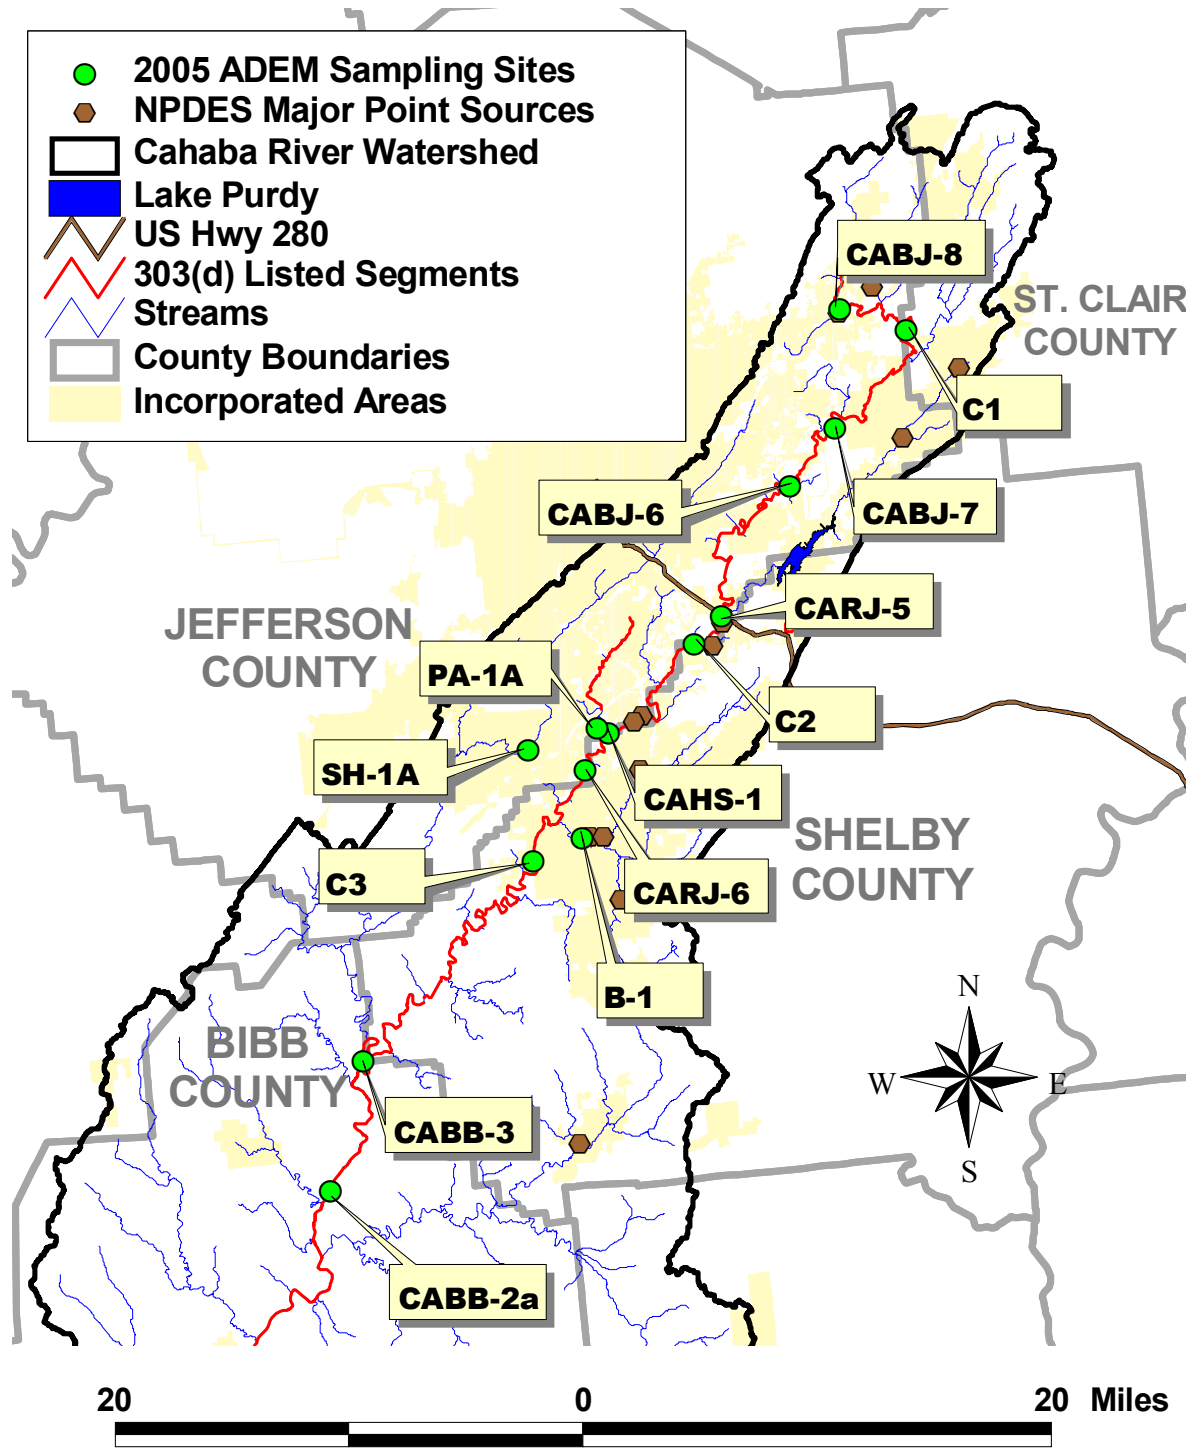 2005 ADEM Sampling Sites
NPDES Major Point Sources
Cahaba River Watershed
Lake Purdy
US Hwy 280
303(d) Listed Segments
Streams
County Boundaries
Incorporated Areas
CABJ-8
ST. CLAIR
COUNTY
C1
CABJ-6
CABJ-7
CARJ-5
JEFFERSON
COUNTY
PA-1A
C2
SH-1A
CAHS-1
SHELBY
COUNTY
C3
CARJ-6
B-1
BIBB
COUNTY
N
W
E
S
CABB-3
CABB-2a
20
0
20 Miles